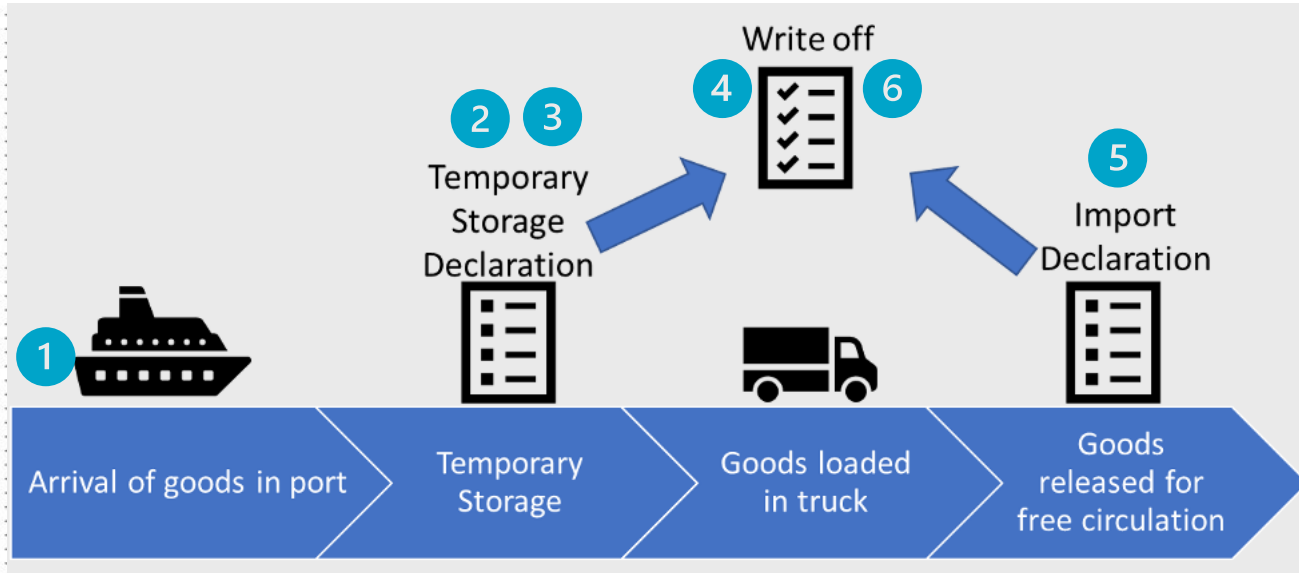 Write off
4
6
2
3
5
Temporary
Storage
Declaration
Import
Declaration
1
Arrival of goods in port
Temporary
Storage
Goods loaded
in truck
Goods
released for
free circulation